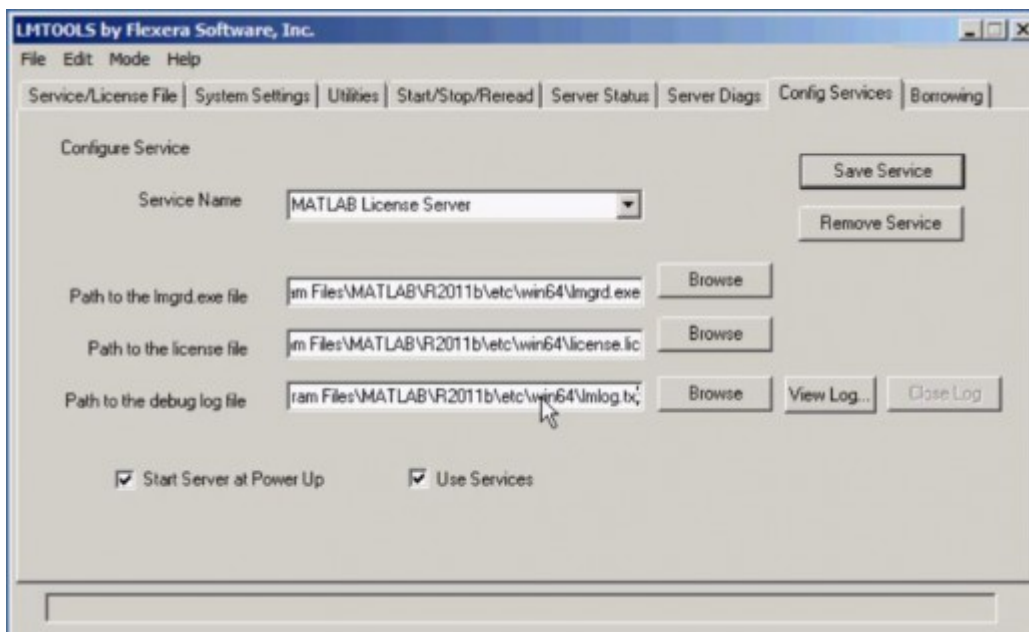 LMTOOLS by Flexera Software, Inc.
File Edit Mode Help
Service/License File System Settings Utilities Start/Stop/Reread Server Status Server Diags Config Services Borrowing
Configure Service
Save Service
Service Name MATLAB License Server
Remove Service
Path to the lmgrd.exe file am Files\MATLAB\R2011b\etc\win64\lmgrd.exe Browse
Path to the license file am Files\MATLAB\R2011b\etc\win64\license.lic Browse
Path to the debug log file ram Files\MATLAB\R2011b\etc\win64\lmlog.tx Browse View Log... Close Log
Start Server at Power Up Use Services